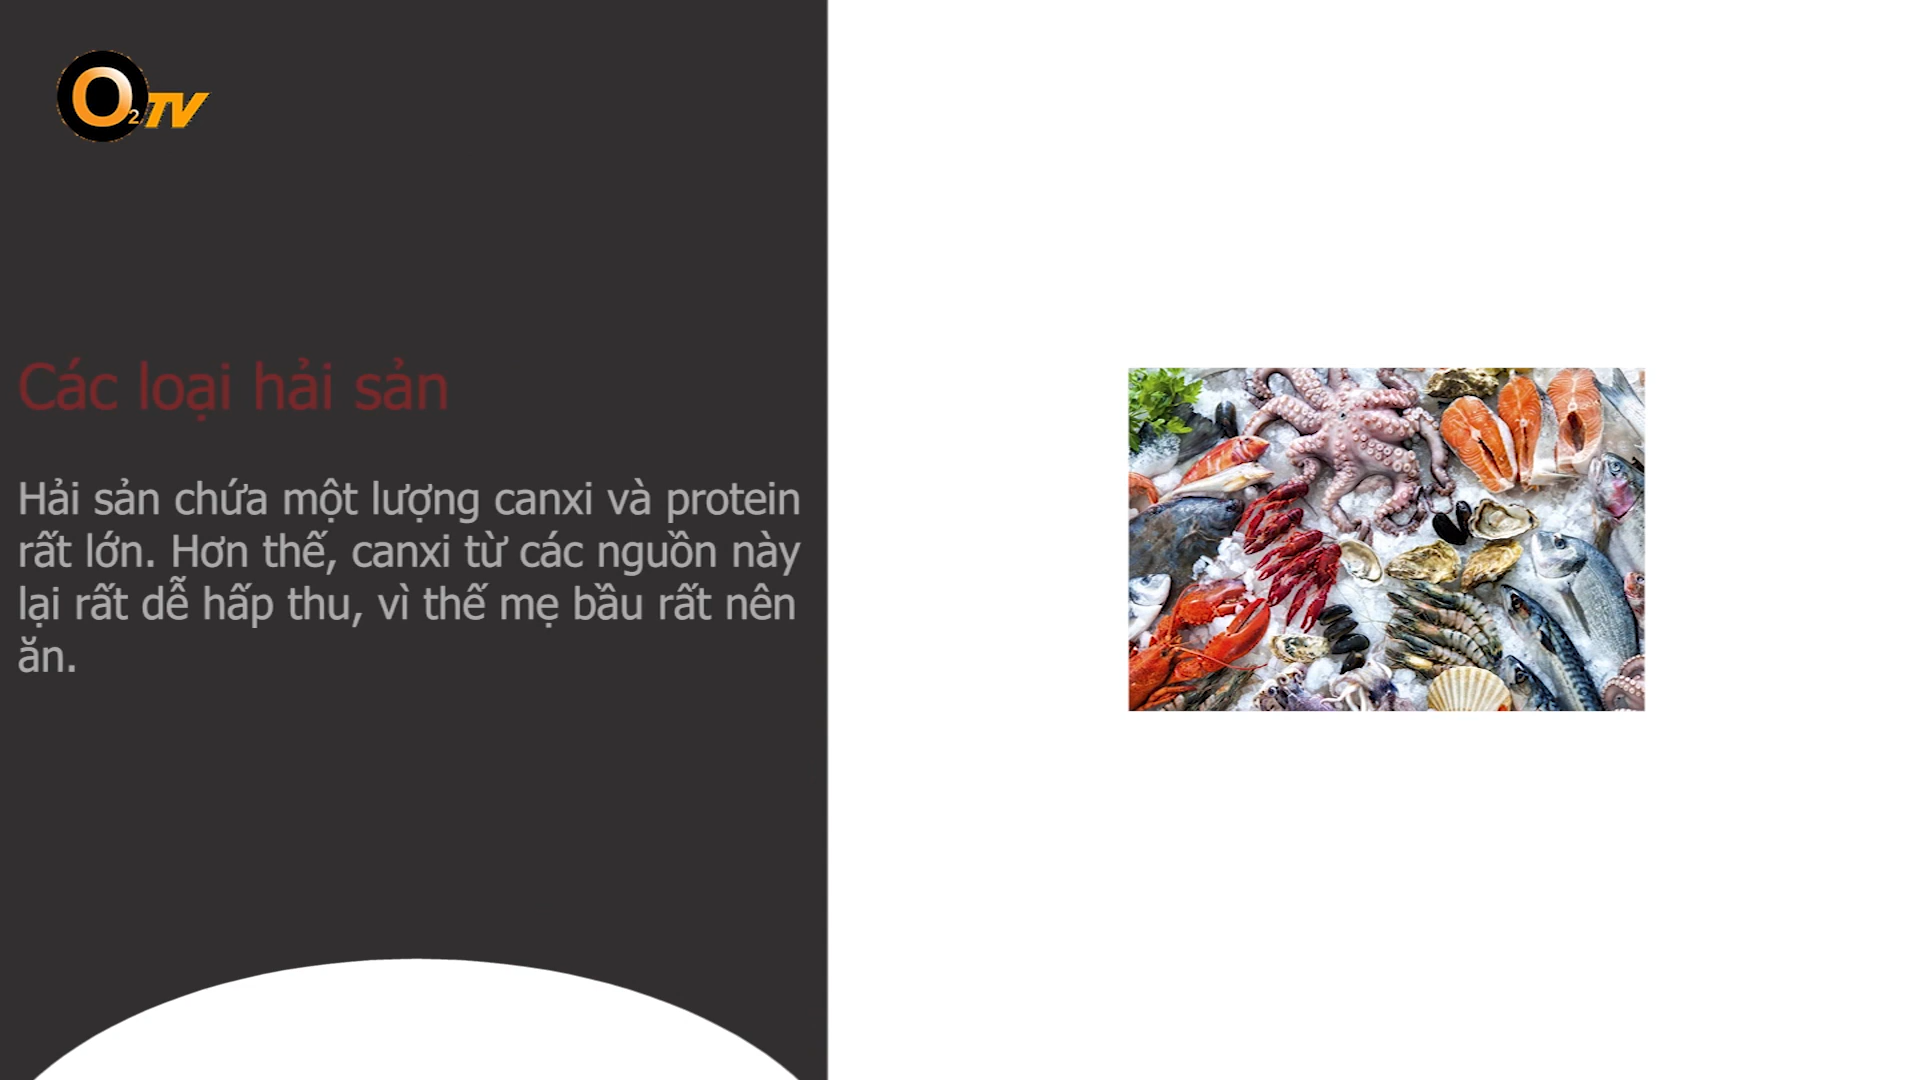 O2TV
Các loại hải sản
Hải sản chứa một lượng canxi và protein
rất lớn. Hơn thế, canxi từ các nguồn này
lại rất dễ hấp thu, vì thế mẹ bầu rất nên
ăn.